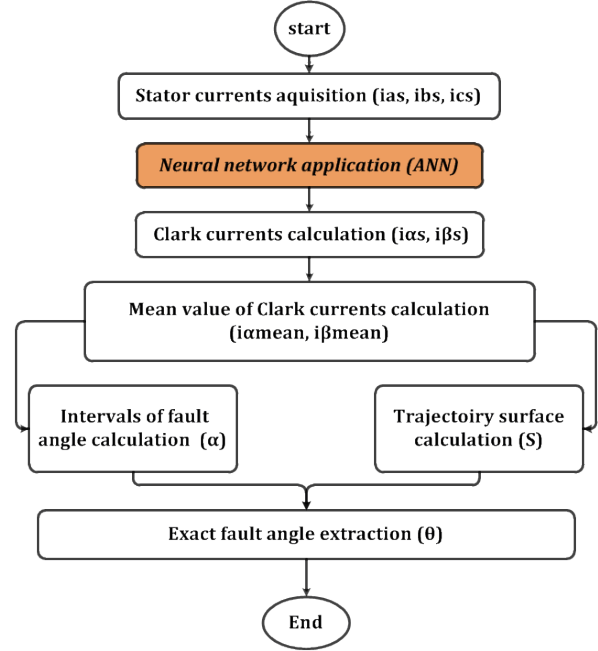 start
Stator currents aquisition (ias, ibs, ics)
Neural network application (ANN)
Clark currents calculation (iαs, iβs)
Mean value of Clark currents calculation
(iαmean, iβmean)
Intervals of fault
angle calculation (α)
Trajectoiry surface
calculation (S)
Exact fault angle extraction (θ)
End